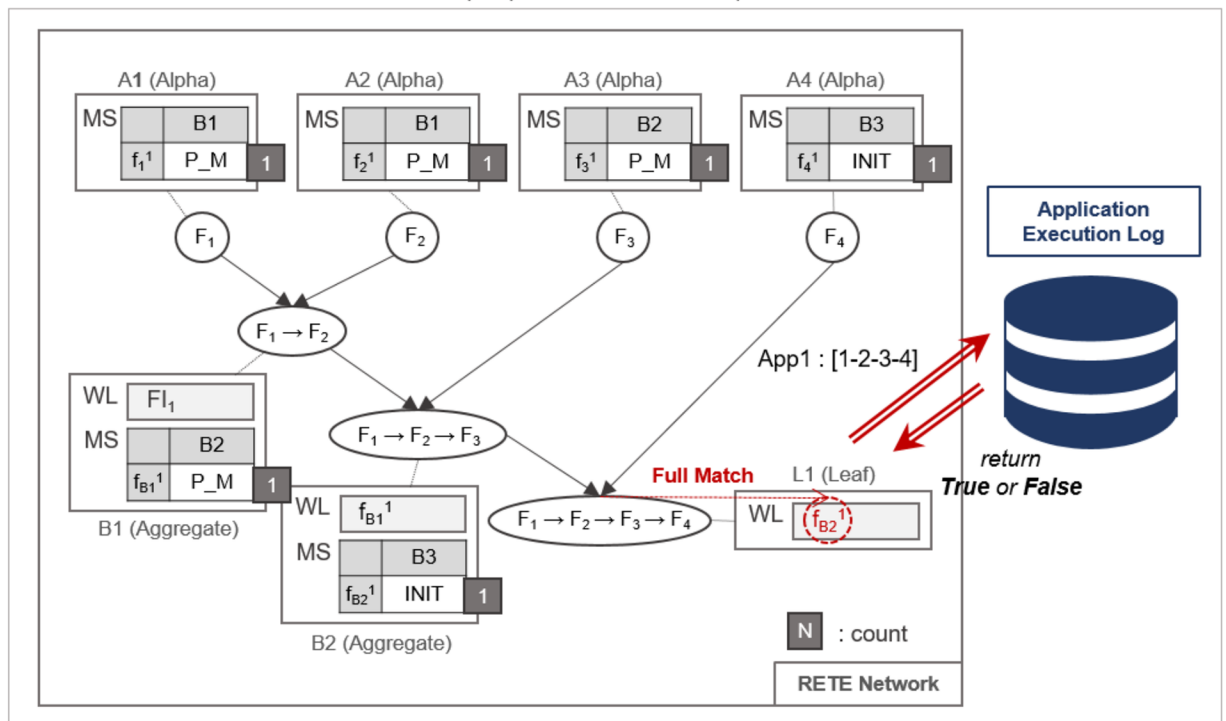 A1 (Alpha)
A2 (Alpha)
A3 (Alpha)
A4 (Alpha)
MS
B1
f₁¹
P_M
1
MS
B1
f₂¹
P_M
1
MS
B2
f₃¹
P_M
1
MS
B3
f₄¹
INIT
1
Application
Execution Log
F₁
F₂
F₃
F₄
F₁ → F₂
App1 : [1-2-3-4]
WL
FI₁
MS
B2
f_B1¹
P_M
1
B1 (Aggregate)
F₁ → F₂ → F₃
return
True or False
Full Match
L1 (Leaf)
WL
f_B1¹
MS
B3
f_B2¹
INIT
1
B2 (Aggregate)
F₁ → F₂ → F₃ → F₄
WL
f_B2¹
N : count
RETE Network